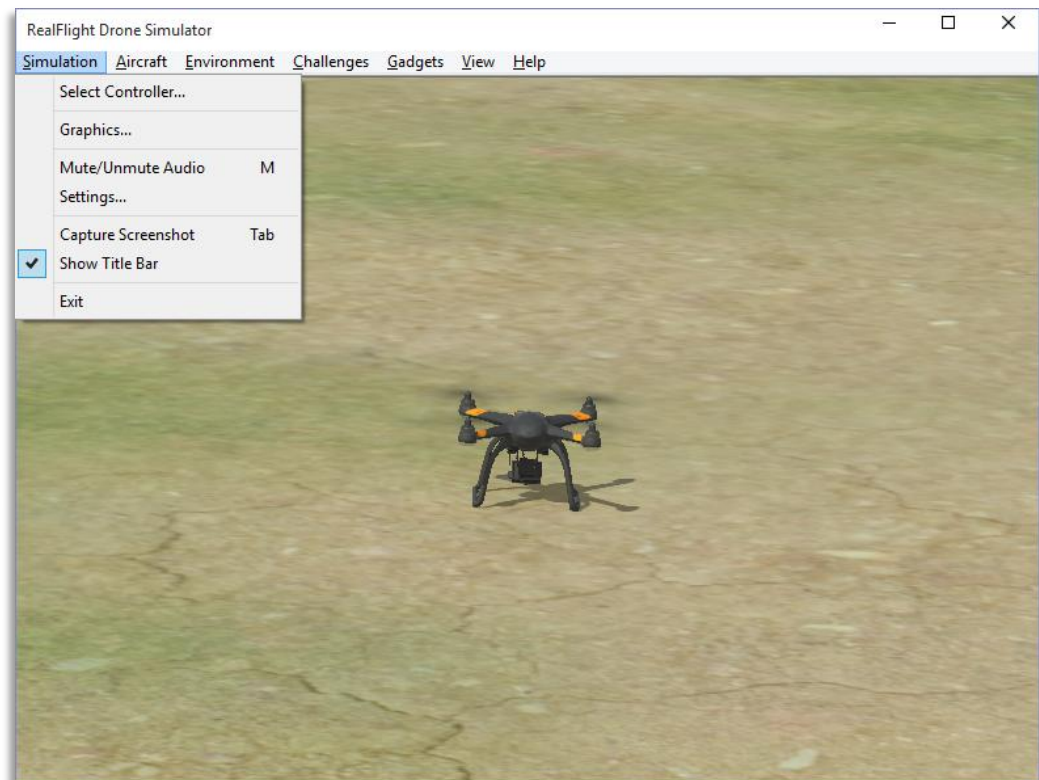 RealFlight Drone Simulator
Simulation Aircraft Environment Challenges Gadgets View Help
Select Controller...
Graphics...
Mute/Unmute Audio M
Settings...
Capture Screenshot Tab
Show Title Bar
Exit